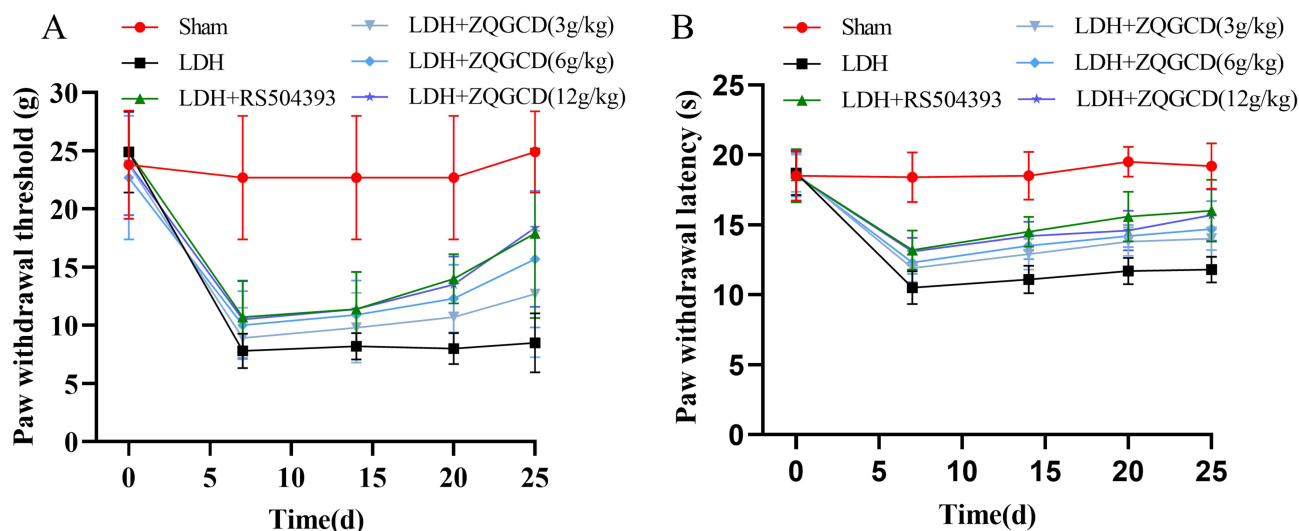 A
Sham
LDH
LDH+RS504393
LDH+ZQGCD(3g/kg)
LDH+ZQGCD(6g/kg)
LDH+ZQGCD(12g/kg)
Paw withdrawal threshold (g)
30
25
20
15
10
5
0
0 5 10 15 20 25
Time(d)
B
Sham
LDH
LDH+RS504393
LDH+ZQGCD(3g/kg)
LDH+ZQGCD(6g/kg)
LDH+ZQGCD(12g/kg)
Paw withdrawal latency (s)
25
20
15
10
5
0
0 5 10 15 20 25
Time(d)